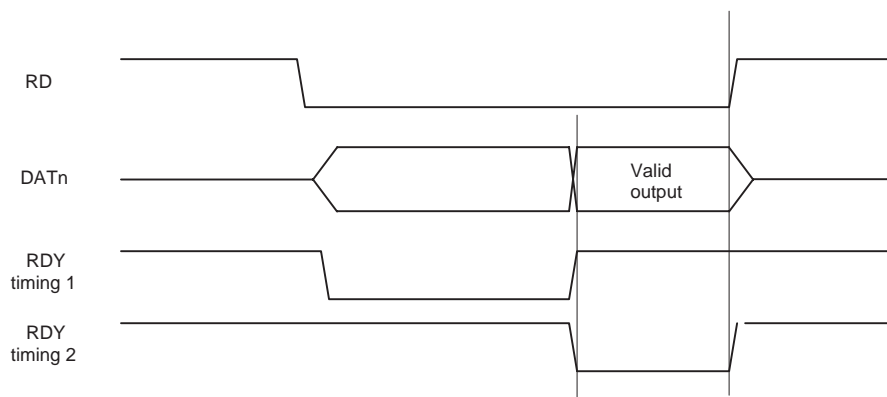 RD
DATn
Valid
output
RDY
timing 1
RDY
timing 2